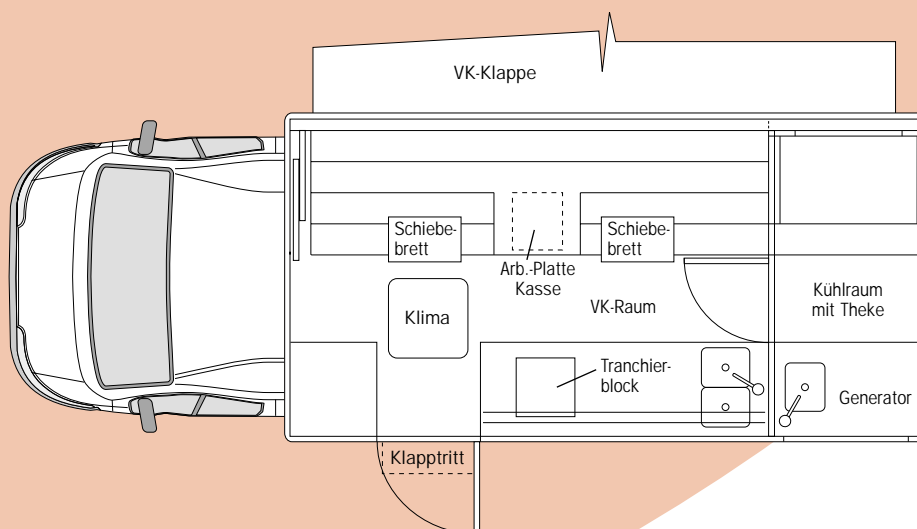 VK-Klappe
Schiebe-
brett
Schiebe-
brett
Arb.-Platte
Kasse
Klima
VK-Raum
Kühlraum
mit Theke
Tranchier-
block
Generator
Klapptritt